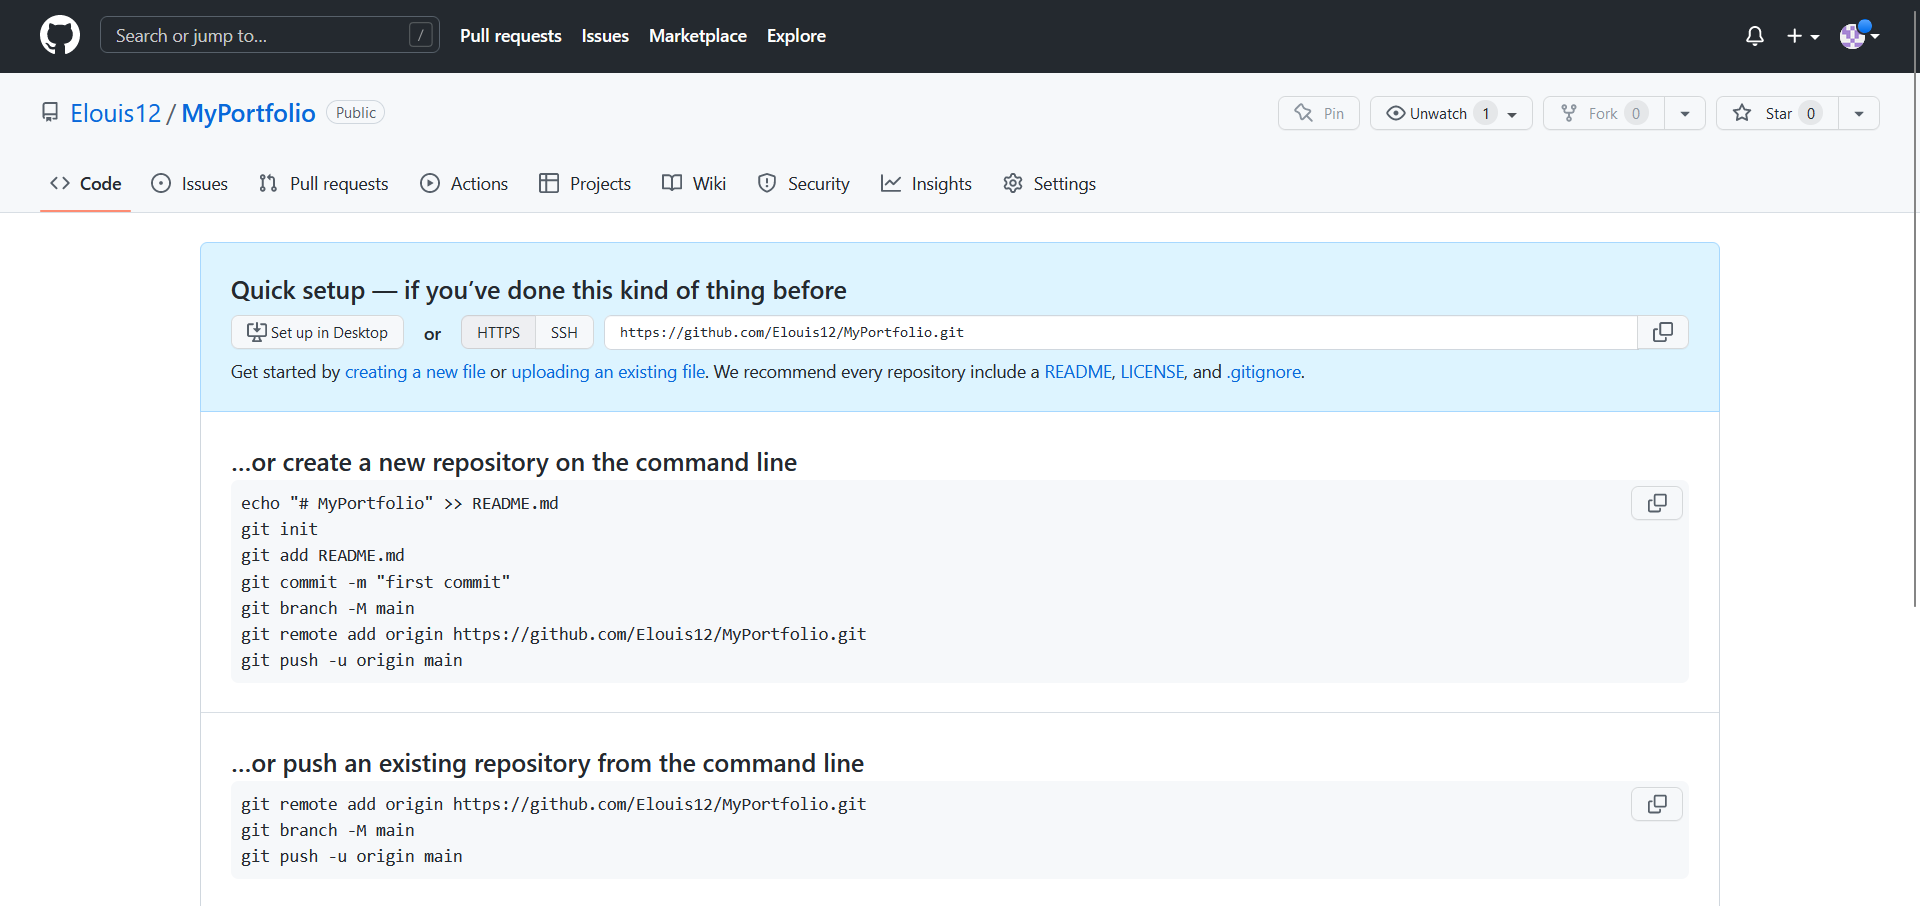 Search or jump to... / Pull requests Issues Marketplace Explore
Elouis12 / MyPortfolio Public Pin Unwatch 1 Fork 0 Star 0
<> Code Issues Pull requests Actions Projects Wiki Security Insights Settings
Quick setup — if you’ve done this kind of thing before
Set up in Desktop or HTTPS SSH https://github.com/Elouis12/MyPortfolio.git
Get started by creating a new file or uploading an existing file. We recommend every repository include a README, LICENSE, and .gitignore.
…or create a new repository on the command line
echo "# MyPortfolio" >> README.md
git init
git add README.md
git commit -m "first commit"
git branch -M main
git remote add origin https://github.com/Elouis12/MyPortfolio.git
git push -u origin main
…or push an existing repository from the command line
git remote add origin https://github.com/Elouis12/MyPortfolio.git
git branch -M main
git push -u origin main